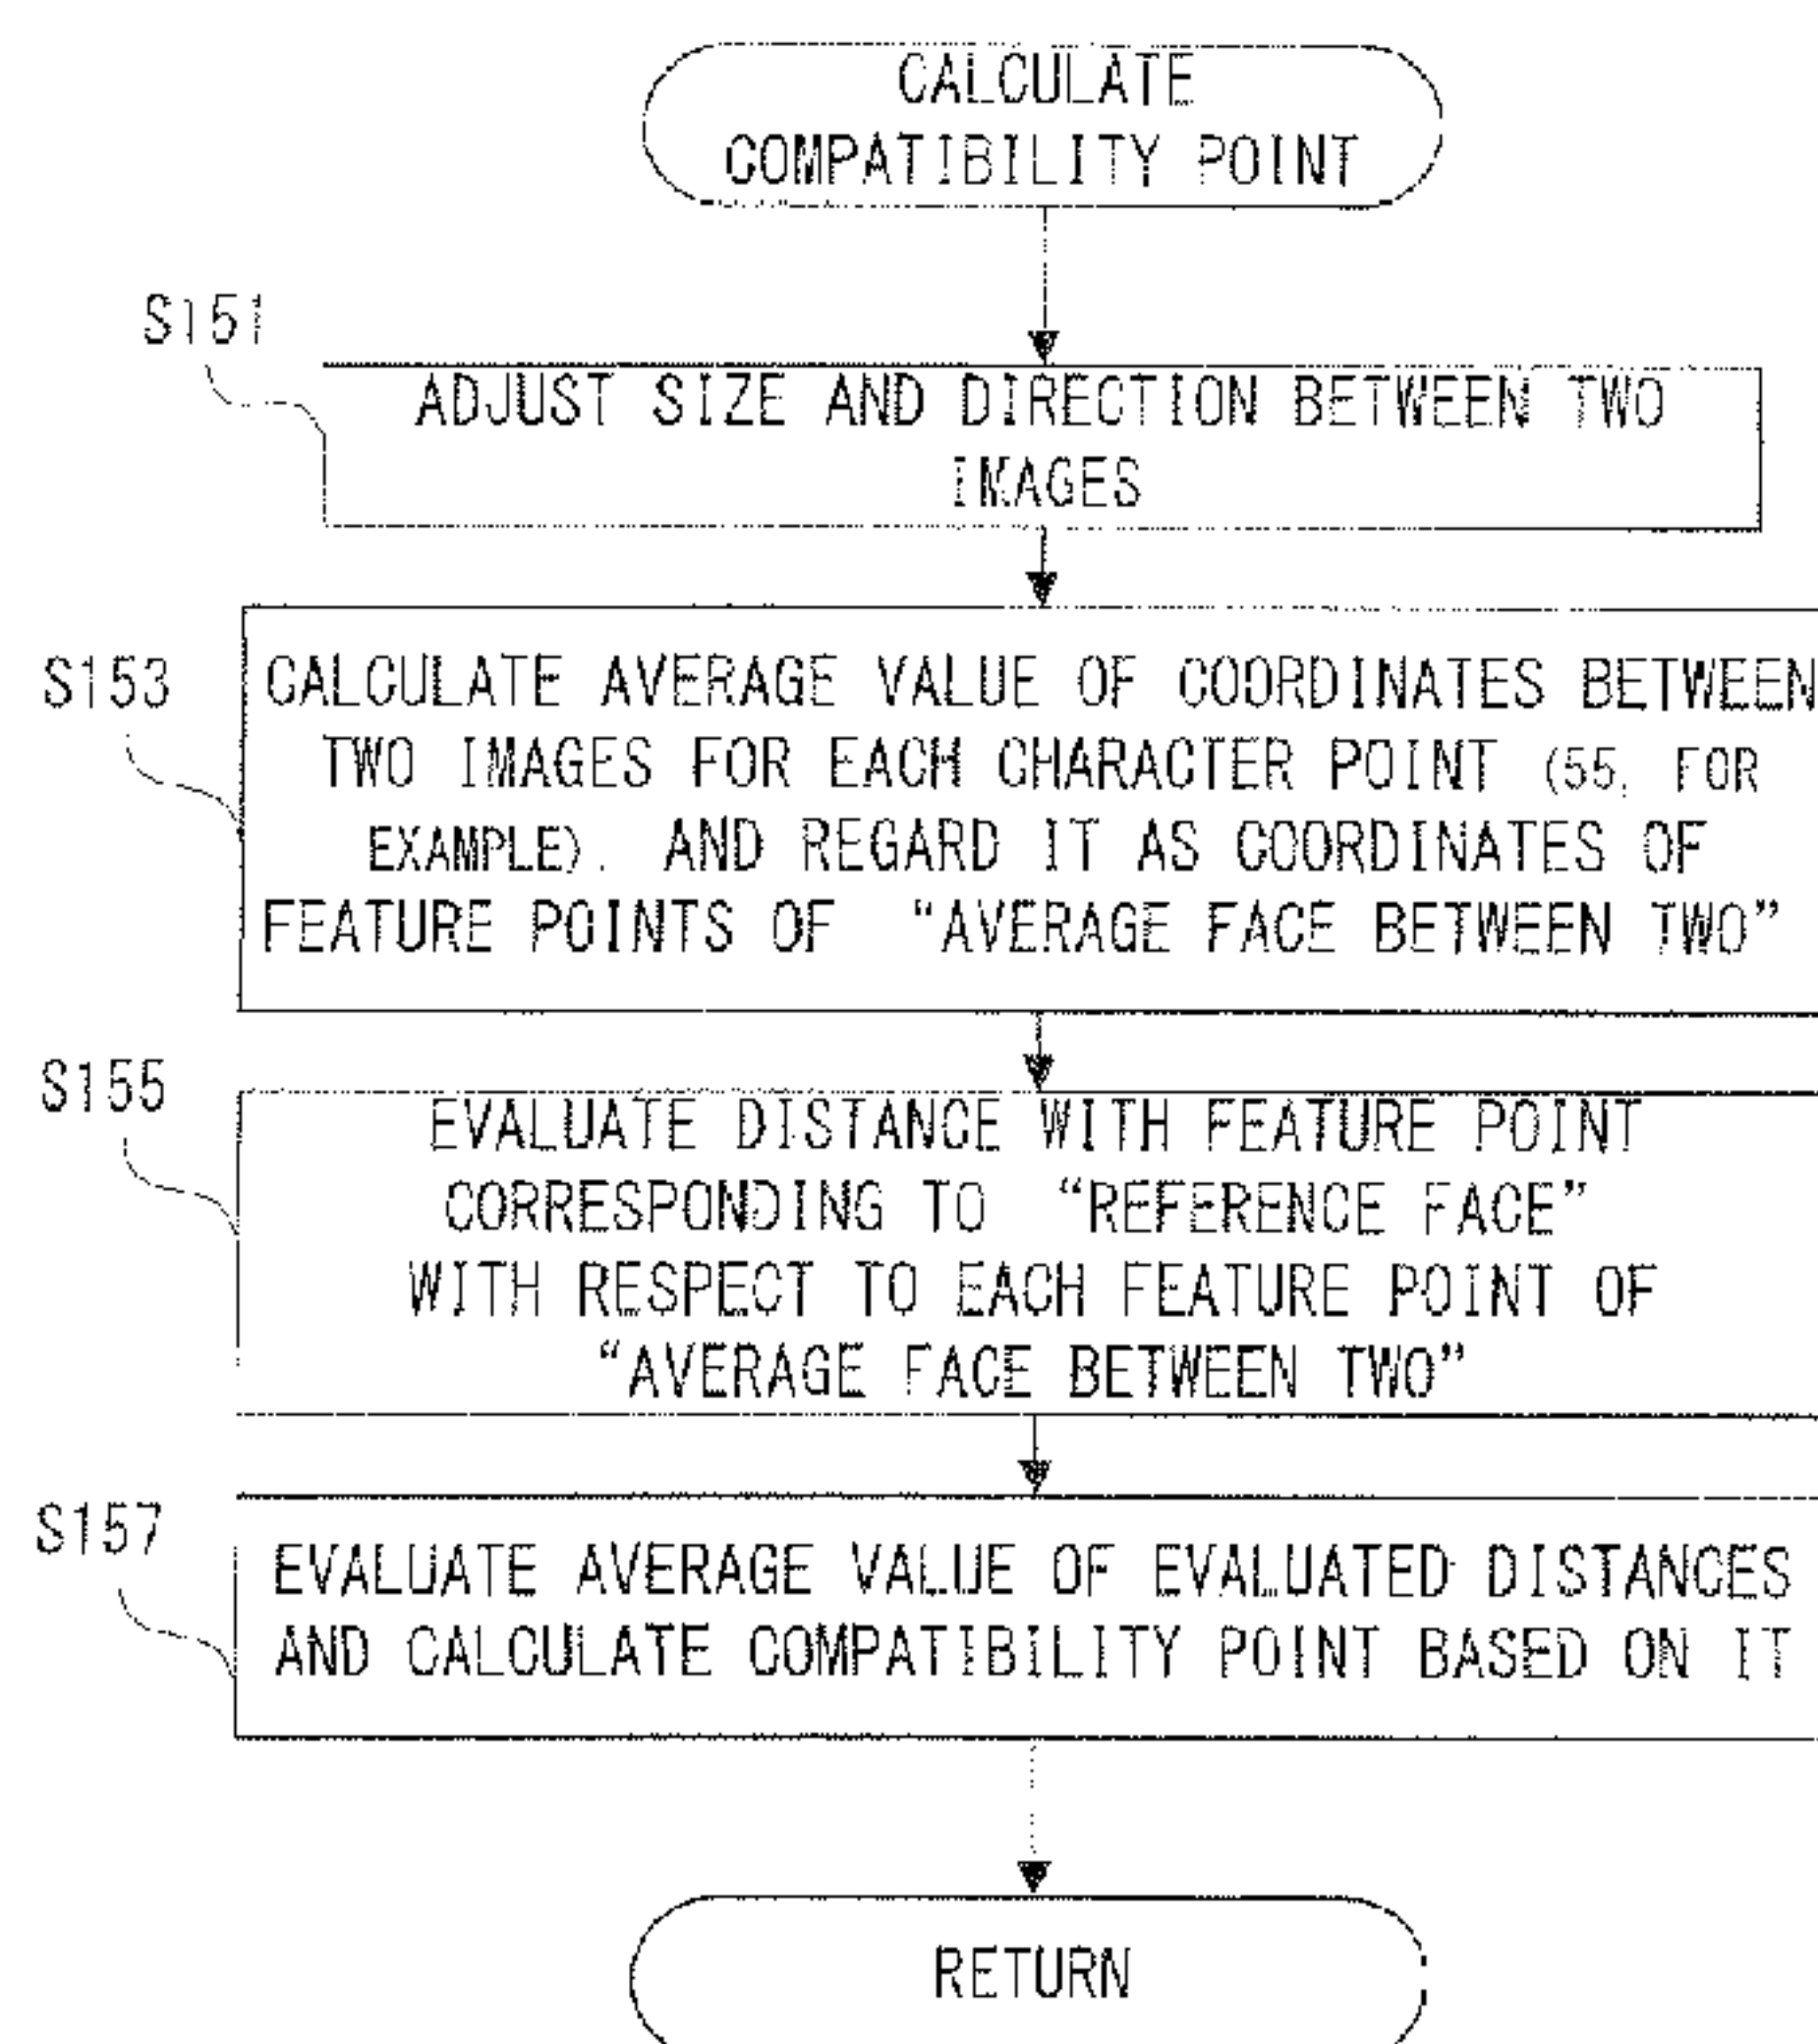 CALCULATE
COMPATIBILITY POINT
S151
ADJUST SIZE AND DIRECTION BETWEEN TWO
IMAGES
S153
CALCULATE AVERAGE VALUE OF COORDINATES BETWEEN
TWO IMAGES FOR EACH CHARACTER POINT (55, FOR
EXAMPLE), AND REGARD IT AS COORDINATES OF
FEATURE POINTS OF “AVERAGE FACE BETWEEN TWO”
S155
EVALUATE DISTANCE WITH FEATURE POINT
CORRESPONDING TO “REFERENCE FACE”
WITH RESPECT TO EACH FEATURE POINT OF
“AVERAGE FACE BETWEEN TWO”
S157
EVALUATE AVERAGE VALUE OF EVALUATED DISTANCES
AND CALCULATE COMPATIBILITY POINT BASED ON IT
RETURN